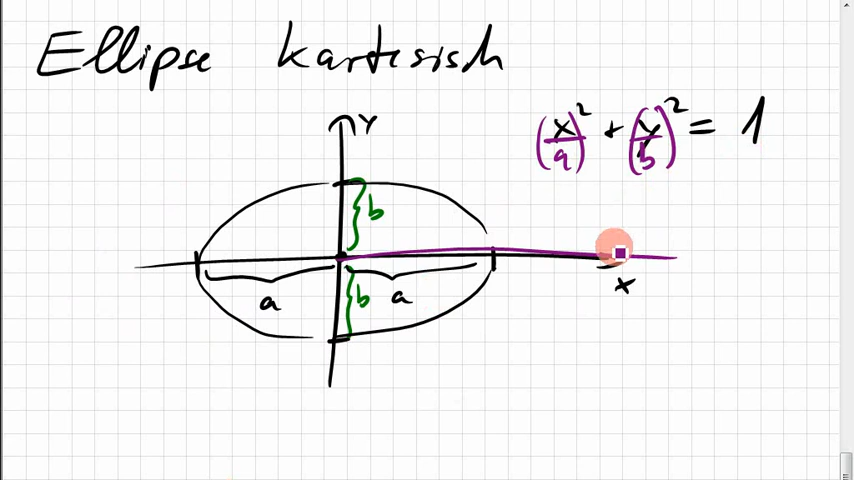 Ellipse kartesisch
(x/a)² + (y/b)² = 1
y
b
a a
b
x